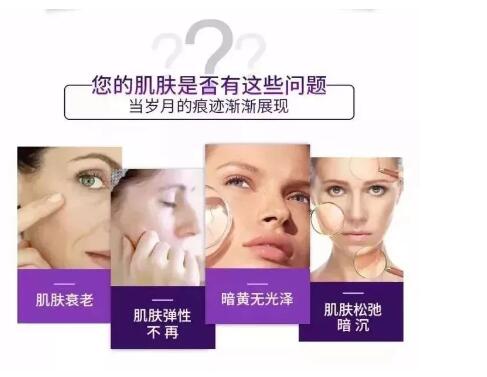 ???
您的肌肤是否有这些问题
当岁月的痕迹渐渐展现
肌肤衰老
肌肤弹性
不再
暗黄无光泽
肌肤松弛
暗沉